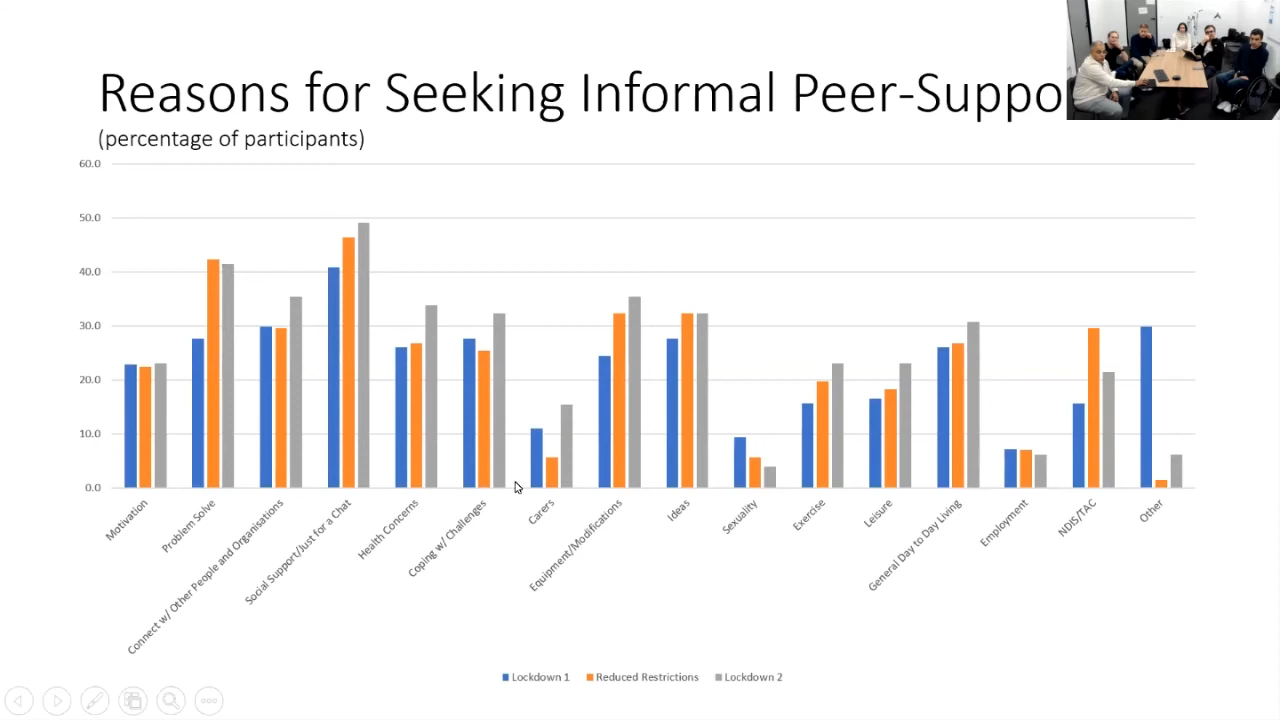 Reasons for Seeking Informal Peer-Suppo
(percentage of participants)
60.0
50.0
40.0
30.0
20.0
10.0
0.0
Motivation
Problem Solve
Connect w/ Other People and Organisations
Social Support/Just for a Chat
Health Concerns
Coping w/ Challenges
Carers
Equipment/Modifications
Ideas
Sexuality
Exercise
Leisure
General Day to Day Living
Employment
NDIS/TAC
Other
Lockdown 1
Reduced Restrictions
Lockdown 2